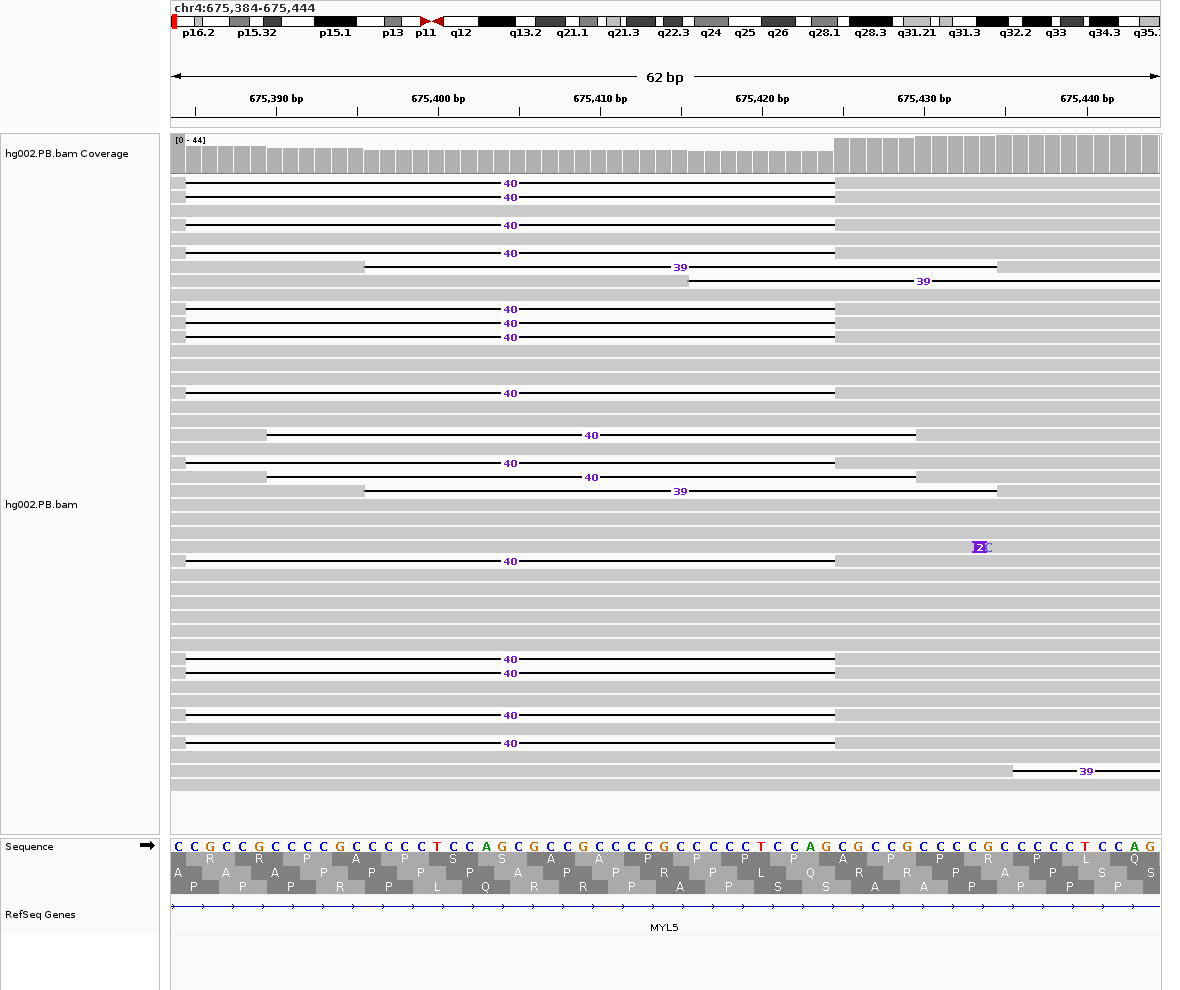 chr4:675,384-675,444
p16.2 p15.32 p15.1 p13 p11 q12 q13.2 q21.1 q21.3 q22.3 q24 q25 q26 q28.1 q28.3 q31.21 q31.3 q32.2 q33 q34.3 q35.
62 bp
675,390 bp 675,400 bp 675,410 bp 675,420 bp 675,430 bp 675,440 bp
[0 - 44]
hg002.PB.bam Coverage
40
40
40
40
39
39
40
40
40
40
40
40
40
39
hg002.PB.bam
2 C
40
40
40
40
40
39
Sequence
C C G C C G C C C C G C C C C C T C C A G C G C C G C C C C G C C C C C T C C A G C G C C G C C C C G C C C C C T C C A G
R R P A P S S A A P P P P A P P R P L Q
A A A P P P P A P P R P L Q R R P A P S S
P P P R P L Q R R P A P S S A A P P P P
RefSeq Genes
MYL5